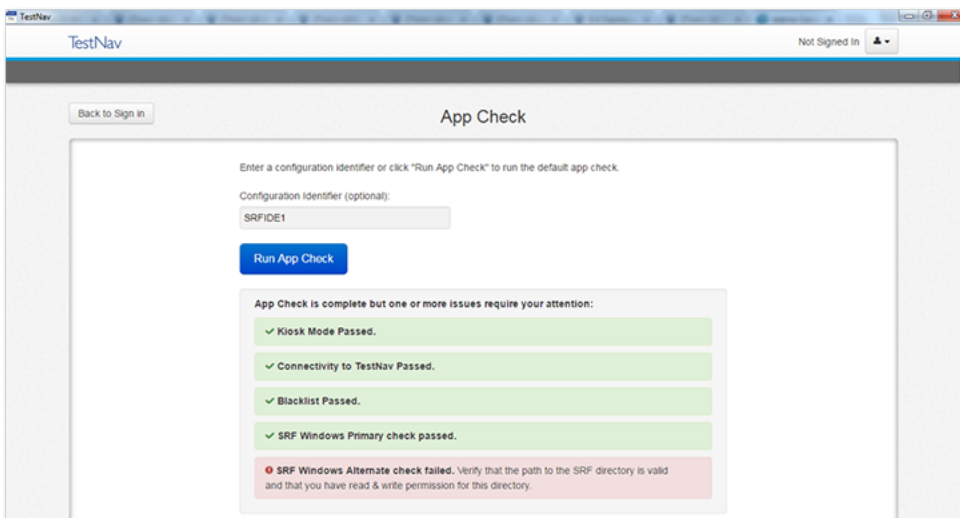 TestNav
TestNav
Not Signed In
Back to Sign in
App Check
Enter a configuration identifier or click "Run App Check" to run the default app check.
Configuration Identifier (optional):
SRFIDE1
Run App Check
App Check is complete but one or more issues require your attention:
Kiosk Mode Passed.
Connectivity to TestNav Passed.
Blacklist Passed.
SRF Windows Primary check passed.
SRF Windows Alternate check failed. Verify that the path to the SRF directory is valid
and that you have read & write permission for this directory.